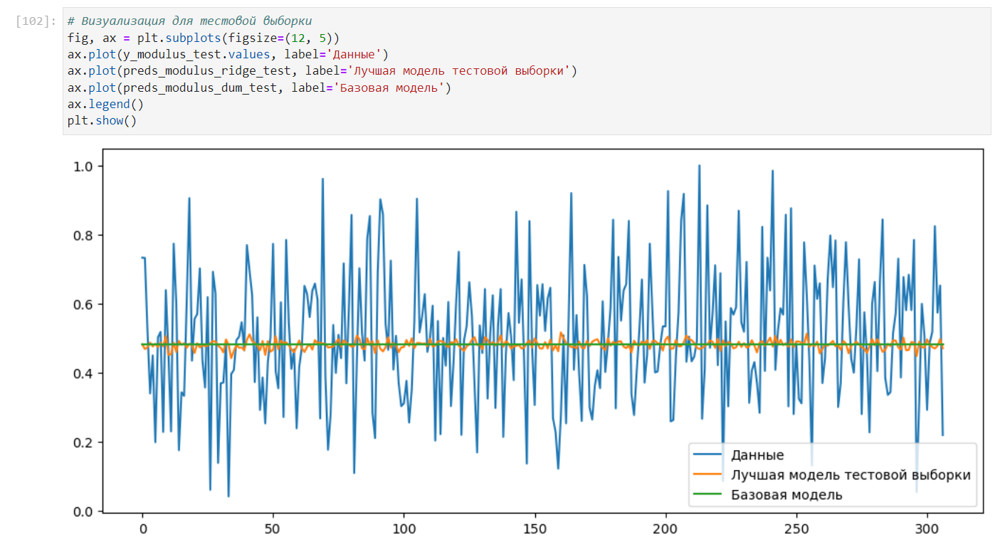 [102]: # Визуализация для тестовой выборки
fig, ax = plt.subplots(figsize=(12, 5))
ax.plot(y_modulus_test.values, label='Данные')
ax.plot(preds_modulus_ridge_test, label='Лучшая модель тестовой выборки')
ax.plot(preds_modulus_dum_test, label='Базовая модель')
ax.legend()
plt.show()
1.0
0.8
0.6
0.4
0.2
0.0
Данные
Лучшая модель тестовой выборки
Базовая модель
0 50 100 150 200 250 300